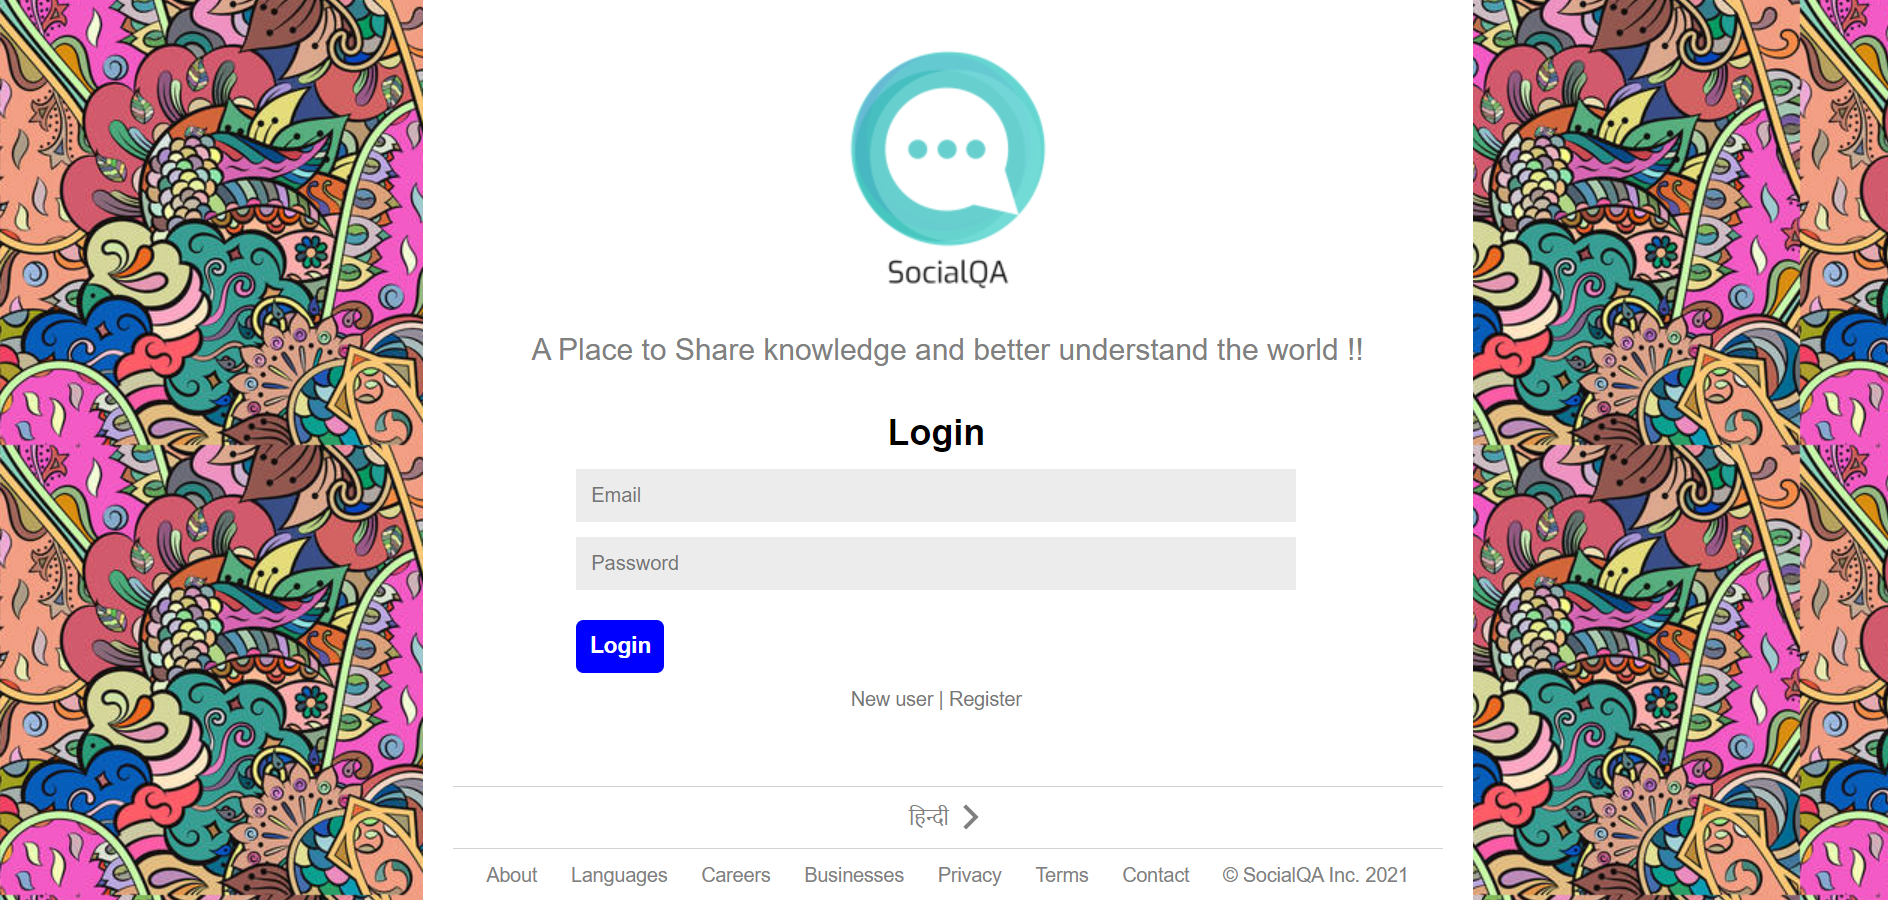 SocialQA
A Place to Share knowledge and better understand the world !!
Login
Email
Password
Login
New user | Register
हिन्दी
About Languages Careers Businesses Privacy Terms Contact © SocialQA Inc. 2021